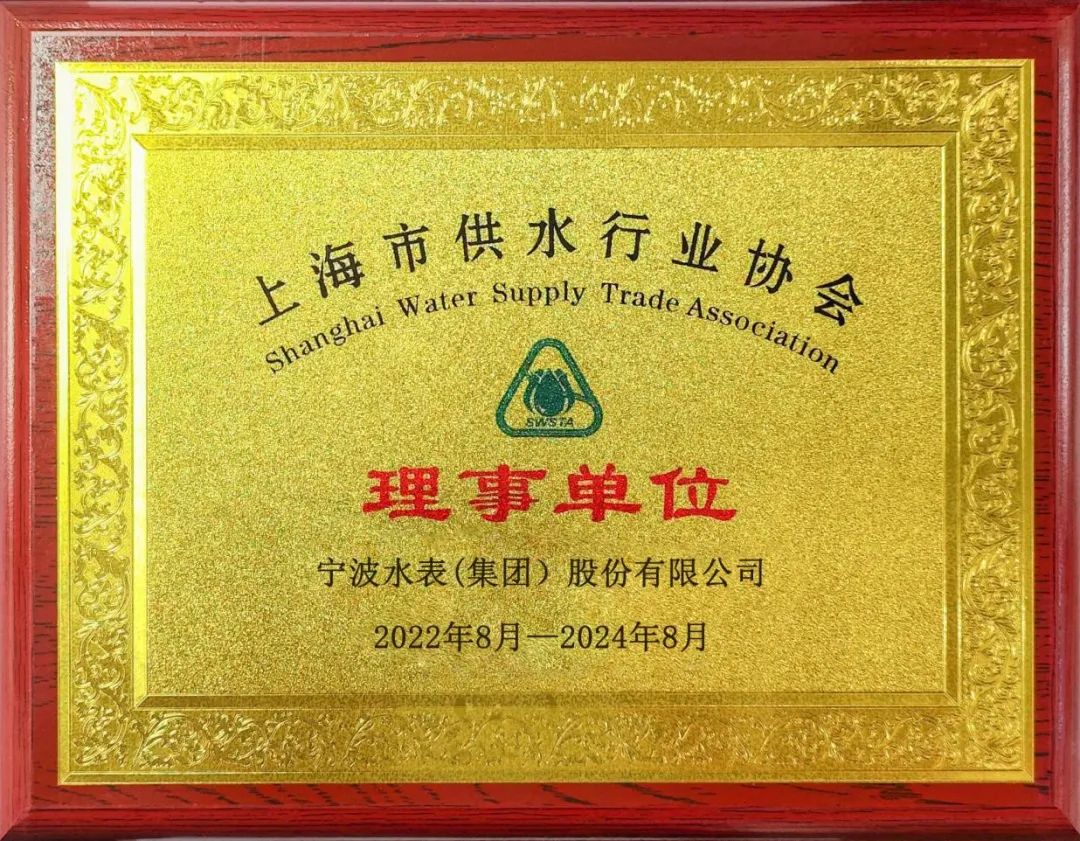 上海市供水行业协会
Shanghai Water Supply Trade Association
SWSTA
理事单位
宁波水表(集团）股份有限公司
2022年8月—2024年8月